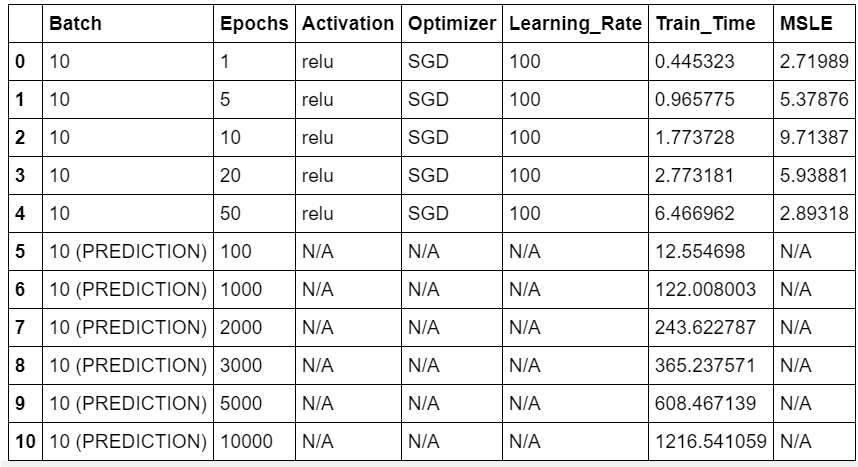 Batch Epochs Activation Optimizer Learning_Rate Train_Time MSLE
0 10 1 relu SGD 100 0.445323 2.71989
1 10 5 relu SGD 100 0.965775 5.37876
2 10 10 relu SGD 100 1.773728 9.71387
3 10 20 relu SGD 100 2.773181 5.93881
4 10 50 relu SGD 100 6.466962 2.89318
5 10 (PREDICTION) 100 N/A N/A N/A 12.554698 N/A
6 10 (PREDICTION) 1000 N/A N/A N/A 122.008003 N/A
7 10 (PREDICTION) 2000 N/A N/A N/A 243.622787 N/A
8 10 (PREDICTION) 3000 N/A N/A N/A 365.237571 N/A
9 10 (PREDICTION) 5000 N/A N/A N/A 608.467139 N/A
10 10 (PREDICTION) 10000 N/A N/A N/A 1216.541059 N/A